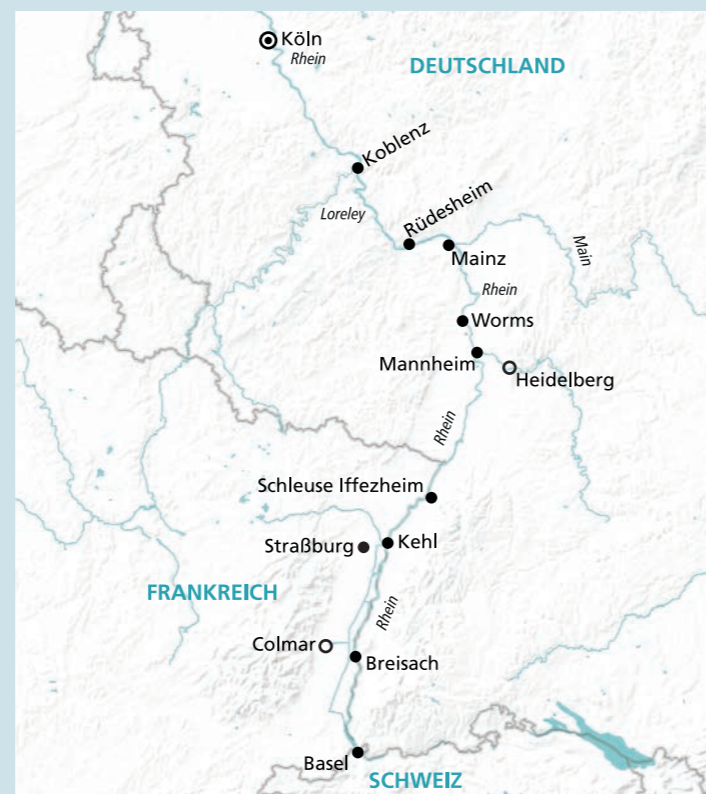 Köln
Rhein
DEUTSCHLAND
Koblenz
Loreley
Rüdesheim
Mainz
Main
Rhein
Worms
Mannheim
Heidelberg
Rhein
Schleuse Iffezheim
Straßburg
Kehl
FRANKREICH
Rhein
Colmar
Breisach
Basel
SCHWEIZ